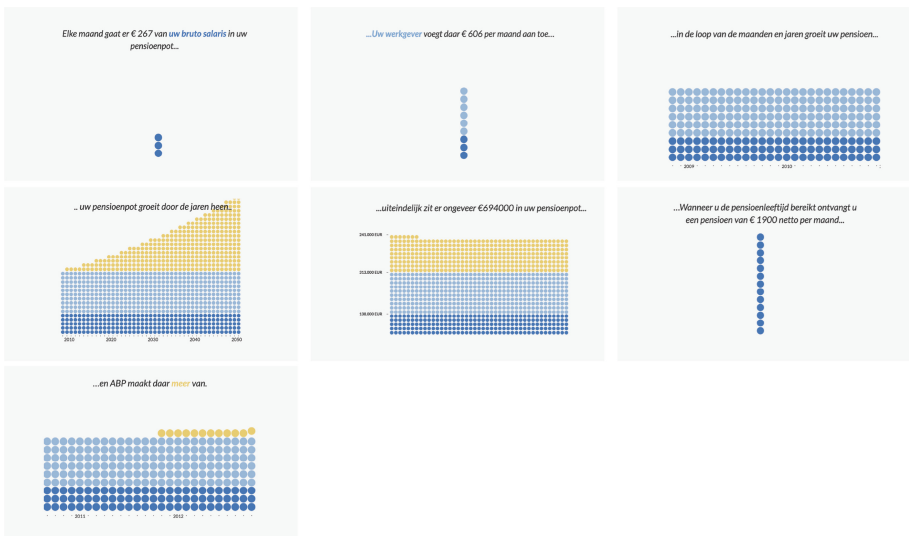 Elke maand gaat er € 267 van uw bruto salaris in uw
pensioenpot...
...Uw werkgever voegt daar € 606 per maand aan toe...
...in de loop van de maanden en jaren groeit uw pensioen...
2009
2010
.. uw pensioenpot groeit door de jaren heen..
2010
2020
2030
2040
2050
...uiteindelijk zit er ongeveer €694000 in uw pensioenpot...
...Wanneer u de pensioenleeftijd bereikt ontvangt u
een pensioen van € 1900 netto per maand...
...en ABP maakt daar meer van.
2011
2012